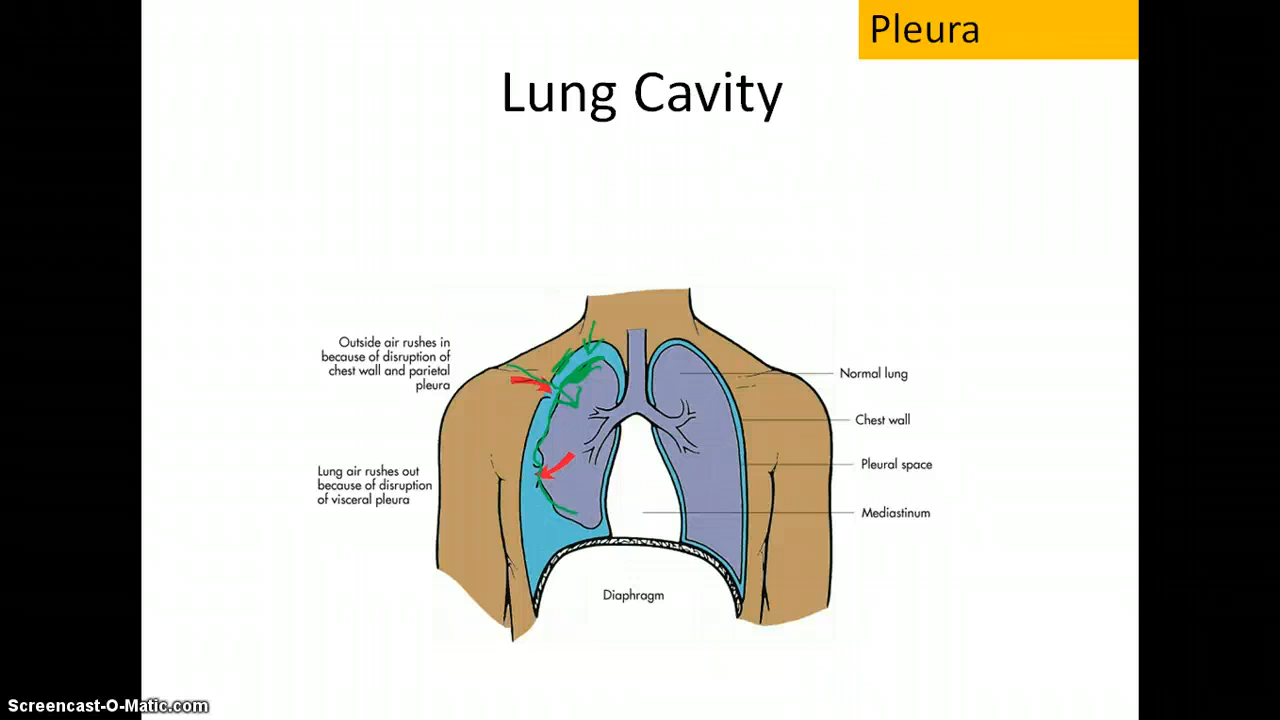 Pleura
Lung Cavity
Outside air rushes in
because of disruption of
chest wall and parietal
pleura
Lung air rushes out
because of disruption
of visceral pleura
Normal lung
Chest wall
Pleural space
Mediastinum
Diaphragm
Screencast-O-Matic.com